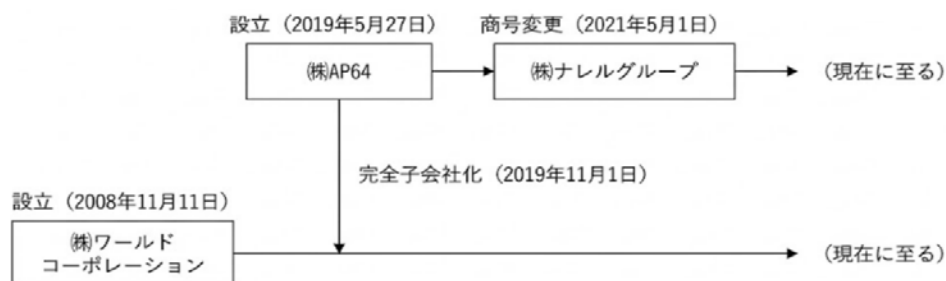 設立（2019年5月27日）
商号変更（2021年5月1日）
㈱AP64
㈱ナレルグループ
（現在に至る）
完全子会社化（2019年11月1日）
設立（2008年11月11日）
㈱ワールド
コーポレーション
（現在に至る）